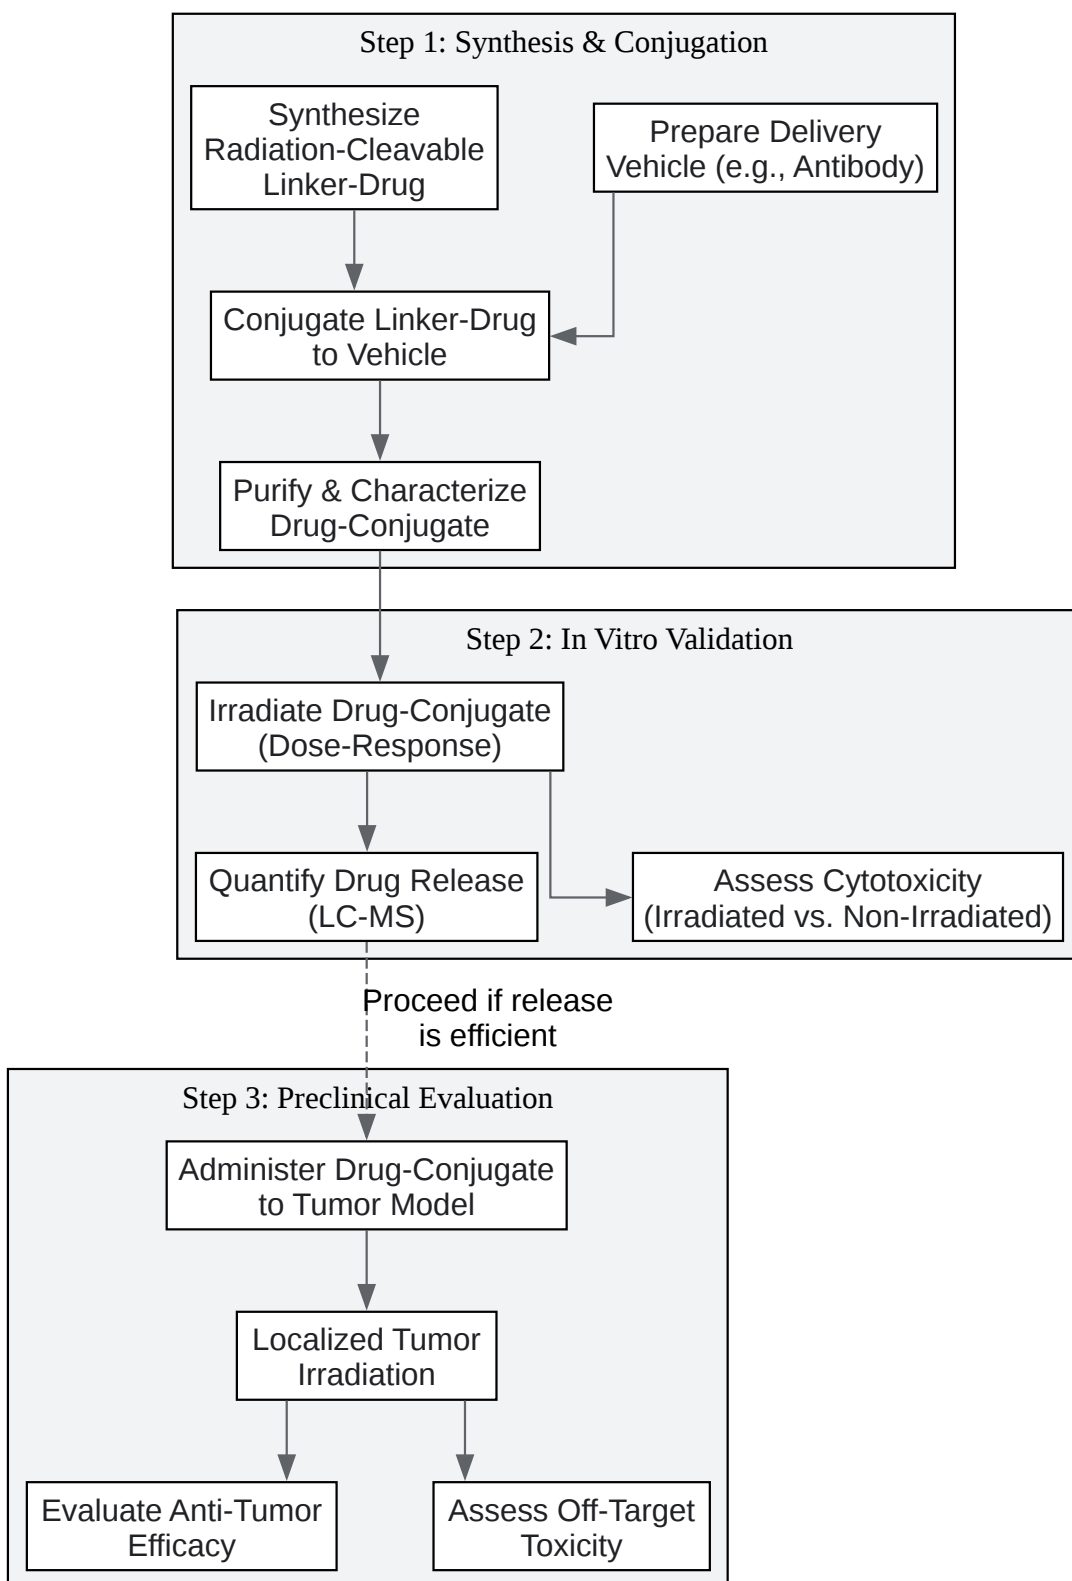 Step 1: Synthesis & Conjugation
Synthesize
Radiation-Cleavable
Linker-Drug
Prepare Delivery
Vehicle (e.g., Antibody)
Conjugate Linker-Drug
to Vehicle
Purify & Characterize
Drug-Conjugate
Step 2: In Vitro Validation
Irradiate Drug-Conjugate
(Dose-Response)
Quantify Drug Release
(LC-MS)
Assess Cytotoxicity
(Irradiated vs. Non-Irradiated)
Proceed if release
is efficient
Step 3: Preclinical Evaluation
Administer Drug-Conjugate
to Tumor Model
Localized Tumor
Irradiation
Evaluate Anti-Tumor
Efficacy
Assess Off-Target
Toxicity